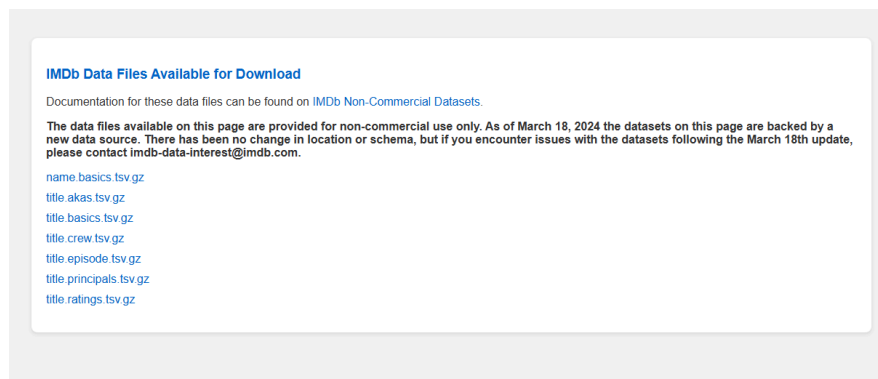 IMDb Data Files Available for Download
Documentation for these data files can be found on IMDb Non-Commercial Datasets.
The data files available on this page are provided for non-commercial use only. As of March 18, 2024 the datasets on this page are backed by a
new data source. There has been no change in location or schema, but if you encounter issues with the datasets following the March 18th update,
please contact imdb-data-interest@imdb.com.
name.basics.tsv.gz
title.akas.tsv.gz
title.basics.tsv.gz
title.crew.tsv.gz
title.episode.tsv.gz
title.principals.tsv.gz
title.ratings.tsv.gz